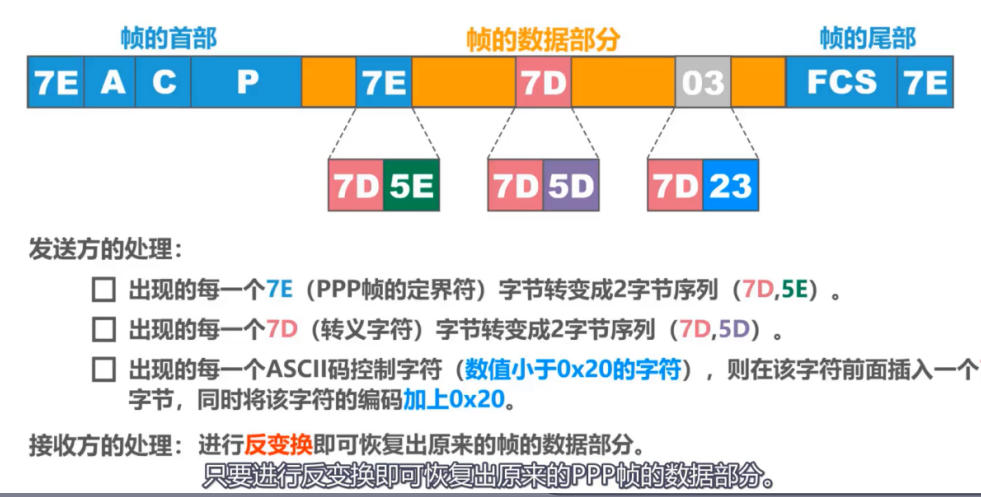 帧的首部 帧的数据部分 帧的尾部
7E A C P 7E 7D 03 FCS 7E
7D 5E 7D 5D 7D 23
发送方的处理：
出现的每一个7E（PPP帧的定界符）字节转变成2字节序列（7D,5E）。
出现的每一个7D（转义字符）字节转变成2字节序列（7D,5D）。
出现的每一个ASCII码控制字符（数值小于0x20的字符），则在该字符前面插入一个
字节，同时将该字符的编码加上0x20。
接收方的处理：进行反变换即可恢复出原来的帧的数据部分。
只要进行反变换即可恢复出原来的PPP帧的数据部分。